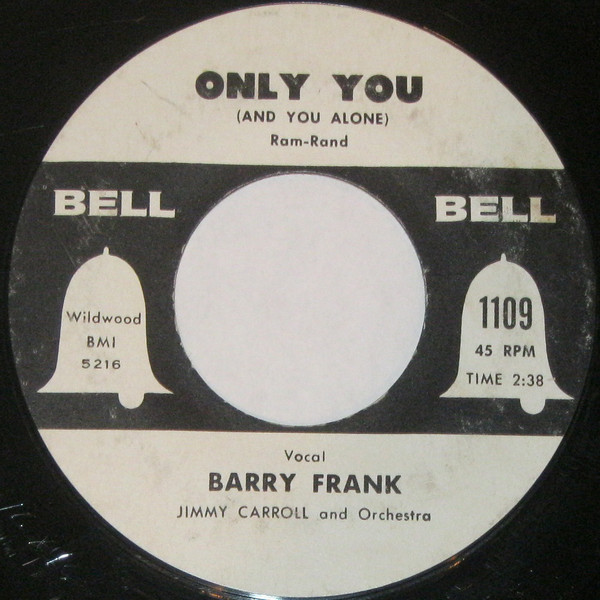 ONLY YOU
(AND YOU ALONE)
Ram-Rand
BELL
BELL
Wildwood
BMI
5216
1109
45 RPM
TIME 2:38
Vocal
BARRY FRANK
JIMMY CARROLL and Orchestra